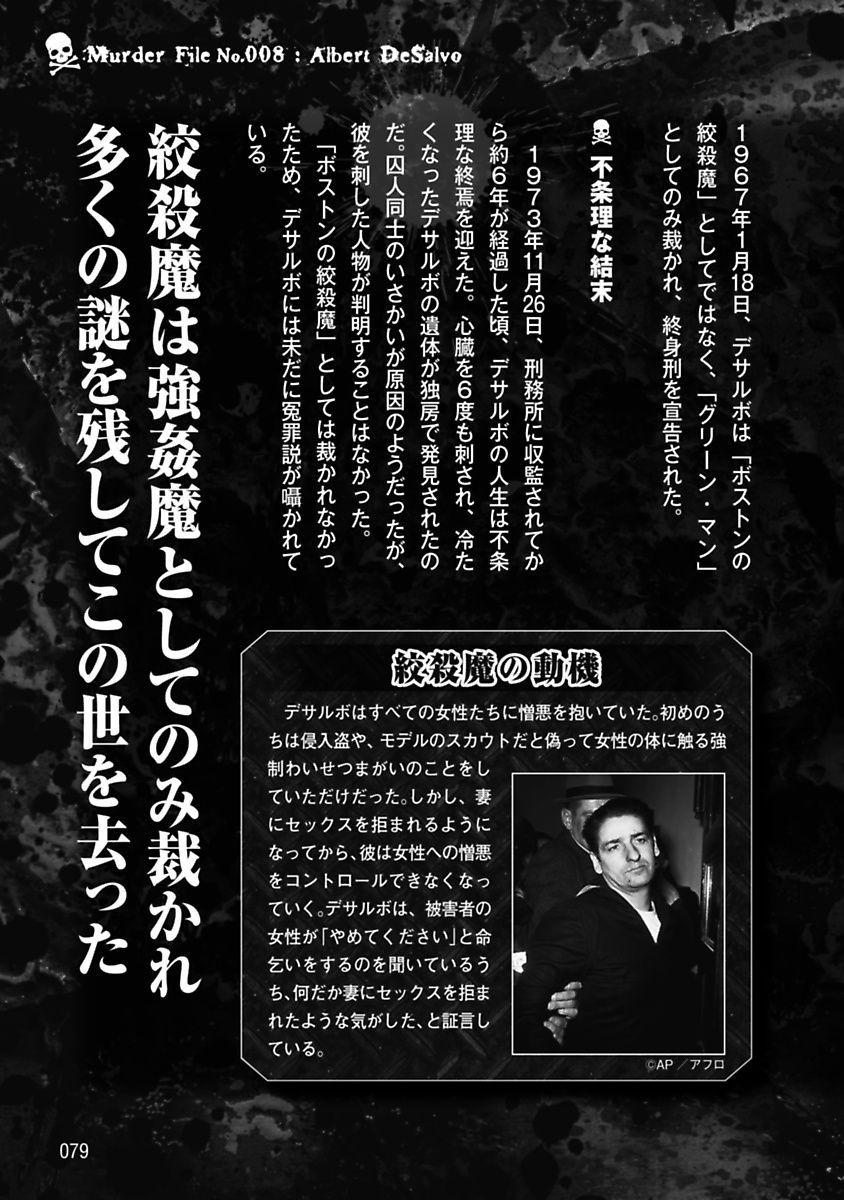 Murder File No.008 : Albert DeSalvo
1967年1月18日、デサルボは「ボストンの
絞殺魔」としてではなく、「グリーン・マン」
としてのみ裁かれ、終身刑を宣告された。
不条理な結末
1973年11月26日、刑務所に収監されてか
ら約6年が経過した頃、デサルボの人生は不条
理な終焉を迎えた。心臓を6度も刺され、冷た
くなったデサルボの遺体が独房で発見されたの
だ。囚人同士のいさかいが原因のようだったが、
彼を刺した人物が判明することはなかった。
「ボストンの絞殺魔」としては裁かれなかっ
たため、デサルボには未だに冤罪説が囁かれて
いる。
絞殺魔は強姦魔としてのみ裁かれ
多くの謎を残してこの世を去った
絞殺魔の動機
デサルボはすべての女性たちに憎悪を抱いていた。初めのう
ちは侵入盗や、モデルのスカウトだと偽って女性の体に触る強
制わいせつまがいのことをし
ていただけだった。しかし、妻
にセックスを拒まれるように
なってから、彼は女性への憎悪
をコントロールできなくなっ
ていく。デサルボは、被害者の
女性が「やめてください」と命
乞いをするのを聞いているう
ち、何だか妻にセックスを拒ま
れたような気がした、と証言し
ている。
©AP／アフロ
079